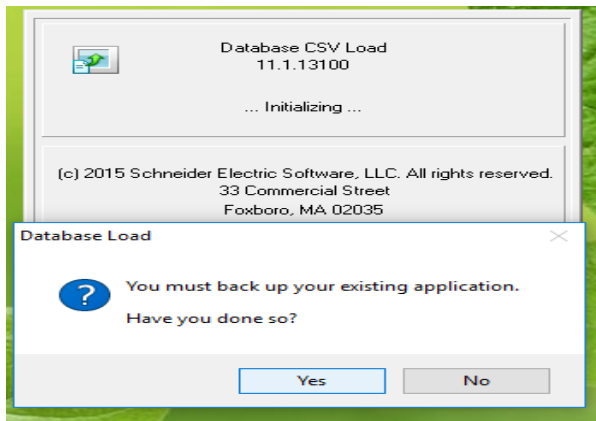 Database CSV Load
11.1.13100
... Initializing ...
(c) 2015 Schneider Electric Software, LLC. All rights reserved.
33 Commercial Street
Foxboro, MA 02035
Database Load
You must back up your existing application.
Have you done so?
Yes
No